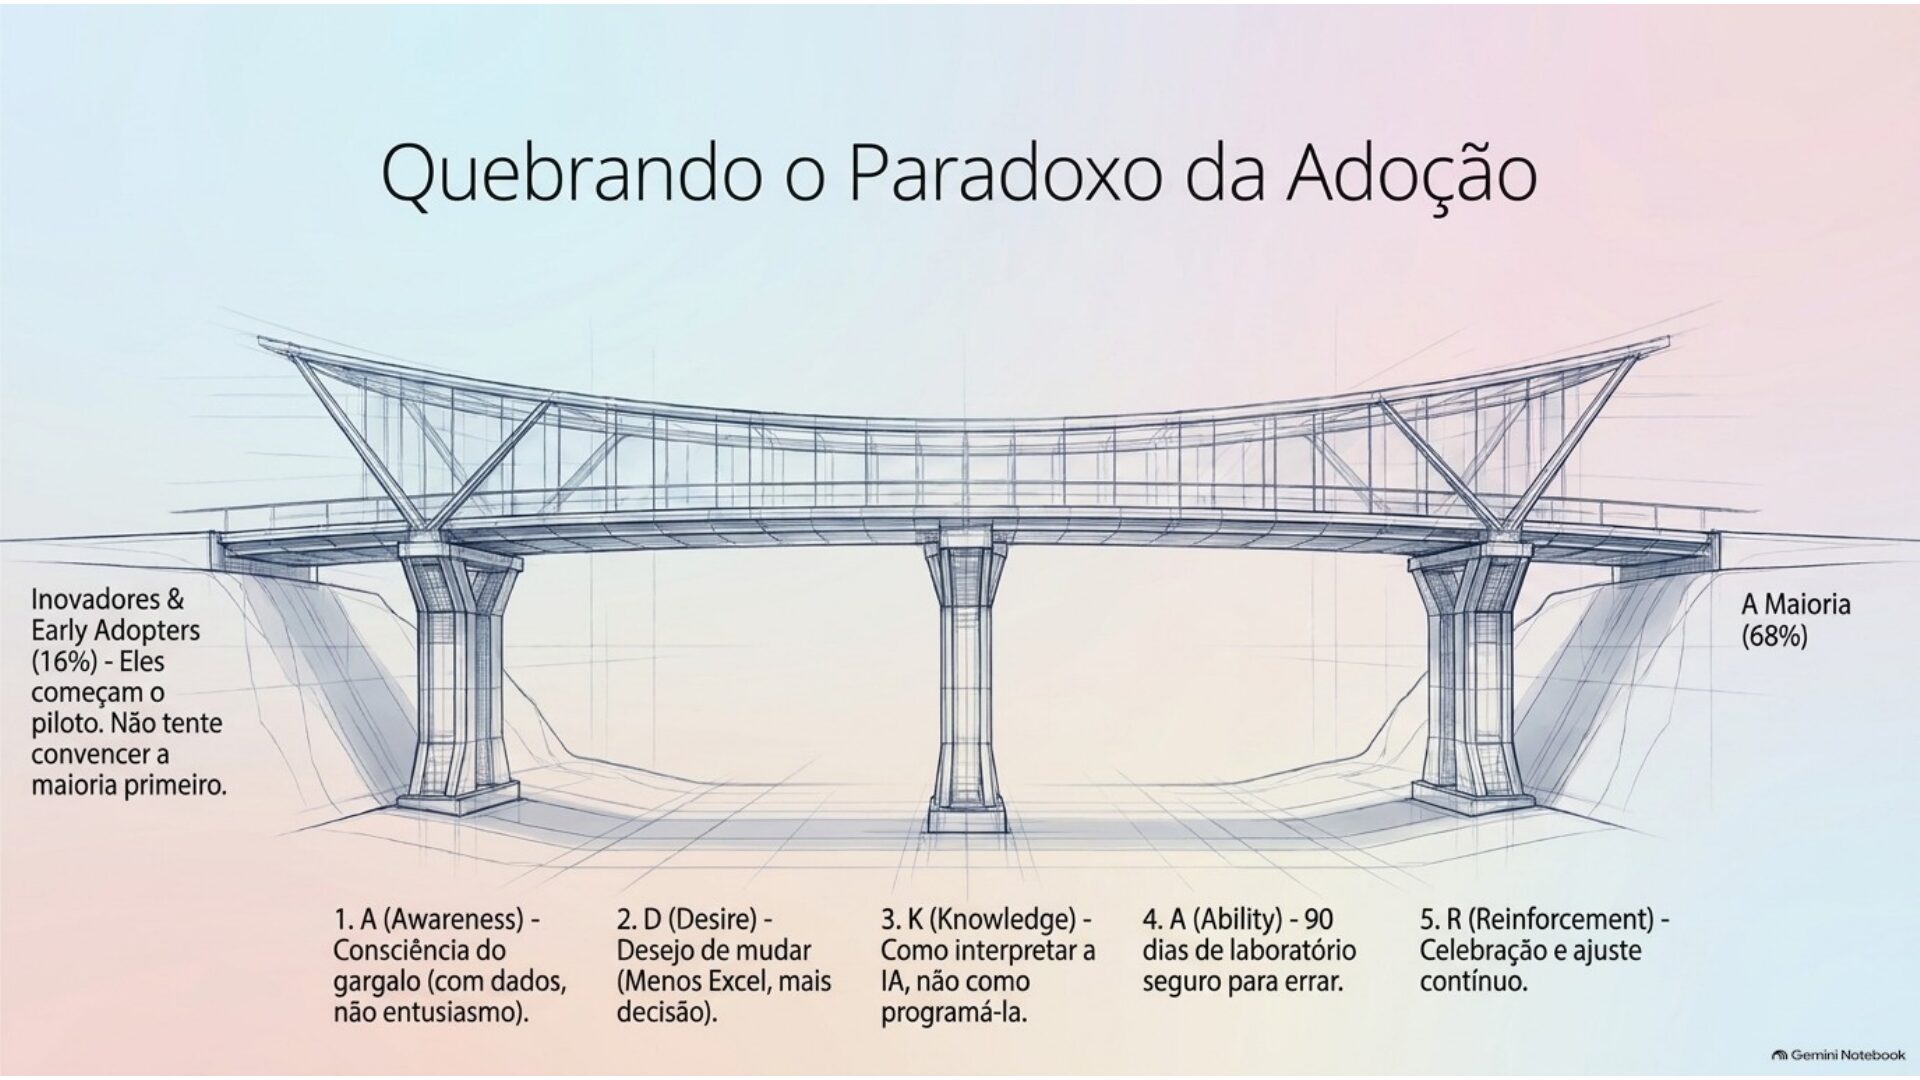 Quebrando o Paradoxo da Adoção
Inovadores &
Early Adopters
(16%) - Eles
começam o
piloto. Não tente
convencer a
maioria primeiro.
A Maioria
(68%)
1. A (Awareness) -
Consciência do
gargalo (com dados,
não entusiasmo).
2. D (Desire) -
Desejo de mudar
(Menos Excel, mais
decisão).
3. K (Knowledge) -
Como interpretar a
IA, não como
programá-la.
4. A (Ability) - 90
dias de laboratório
seguro para errar.
5. R (Reinforcement) -
Celebração e ajuste
contínuo.
Gemini Notebook